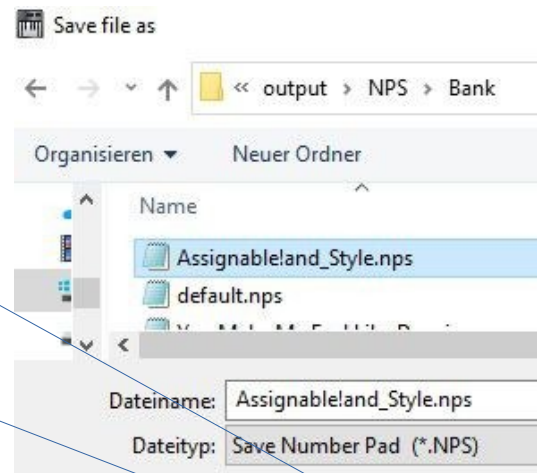 Save file as
« output › NPS › Bank
Organisieren Neuer Ordner
Name
Assignable!and_Style.nps
default.nps
Dateiname: Assignable!and_Style.nps
Dateityp: Save Number Pad (*.NPS)